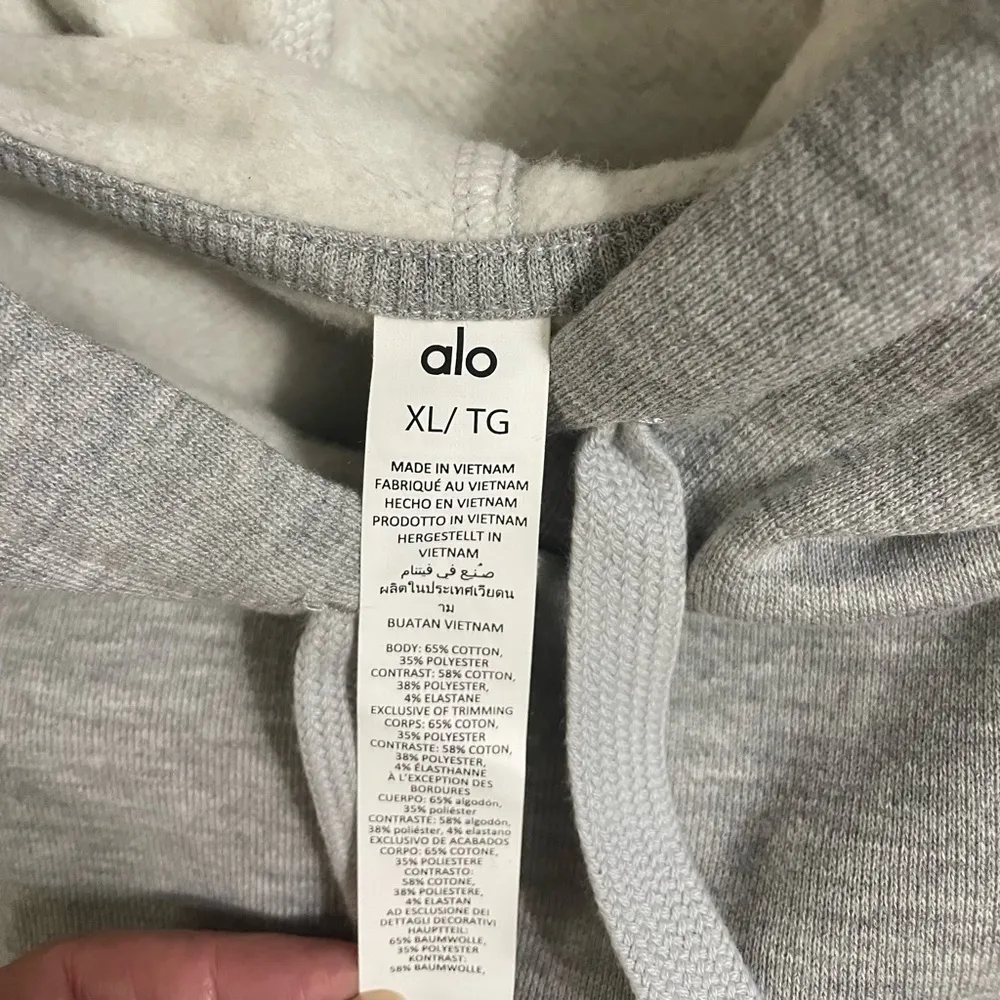 alo
XL/ TG
MADE IN VIETNAM
FABRIQUÉ AU VIETNAM
HECHO EN VIETNAM
PRODOTTO IN VIETNAM
HERGESTELLT IN
VIETNAM
صُنع في فيتنام
ผลิตในประเทศเวียดน
าม
BUATAN VIETNAM
BODY: 65% COTTON,
35% POLYESTER
CONTRAST: 58% COTTON,
38% POLYESTER,
4% ELASTANE
EXCLUSIVE OF TRIMMING
CORPS: 65% COTON,
35% POLYESTER
CONTRASTE: 58% COTON,
38% POLYESTER,
4% ÉLASTHANNE
À L'EXCEPTION DES
BORDURES
CUERPO: 65% algodón,
35% poliéster
CONTRASTE: 58% algodón,
38% poliéster, 4% elastano
EXCLUSIVO DE ACABADOS
CORPO: 65% COTONE,
35% POLIESTERE
CONTRASTO:
58% COTONE,
38% POLIESTERE,
4% ELASTAN
AD ESCLUSIONE DEI
DETTAGLI DECORATIVI
HAUPTTEIL:
65% BAUMWOLLE,
35% POLYESTER
KONTRAST:
58% BAUMWOLLE,